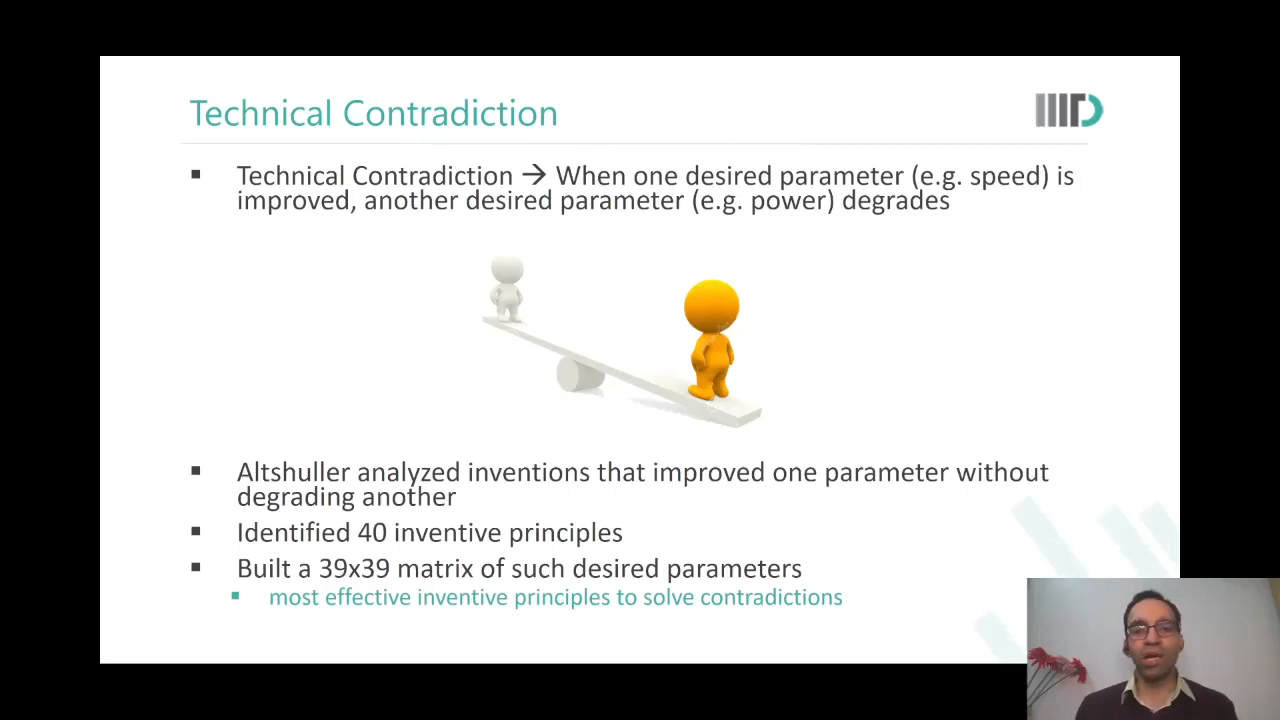 Technical Contradiction
▪ Technical Contradiction → When one desired parameter (e.g. speed) is
improved, another desired parameter (e.g. power) degrades
▪ Altshuller analyzed inventions that improved one parameter without
degrading another
▪ Identified 40 inventive principles
▪ Built a 39x39 matrix of such desired parameters
▪ most effective inventive principles to solve contradictions